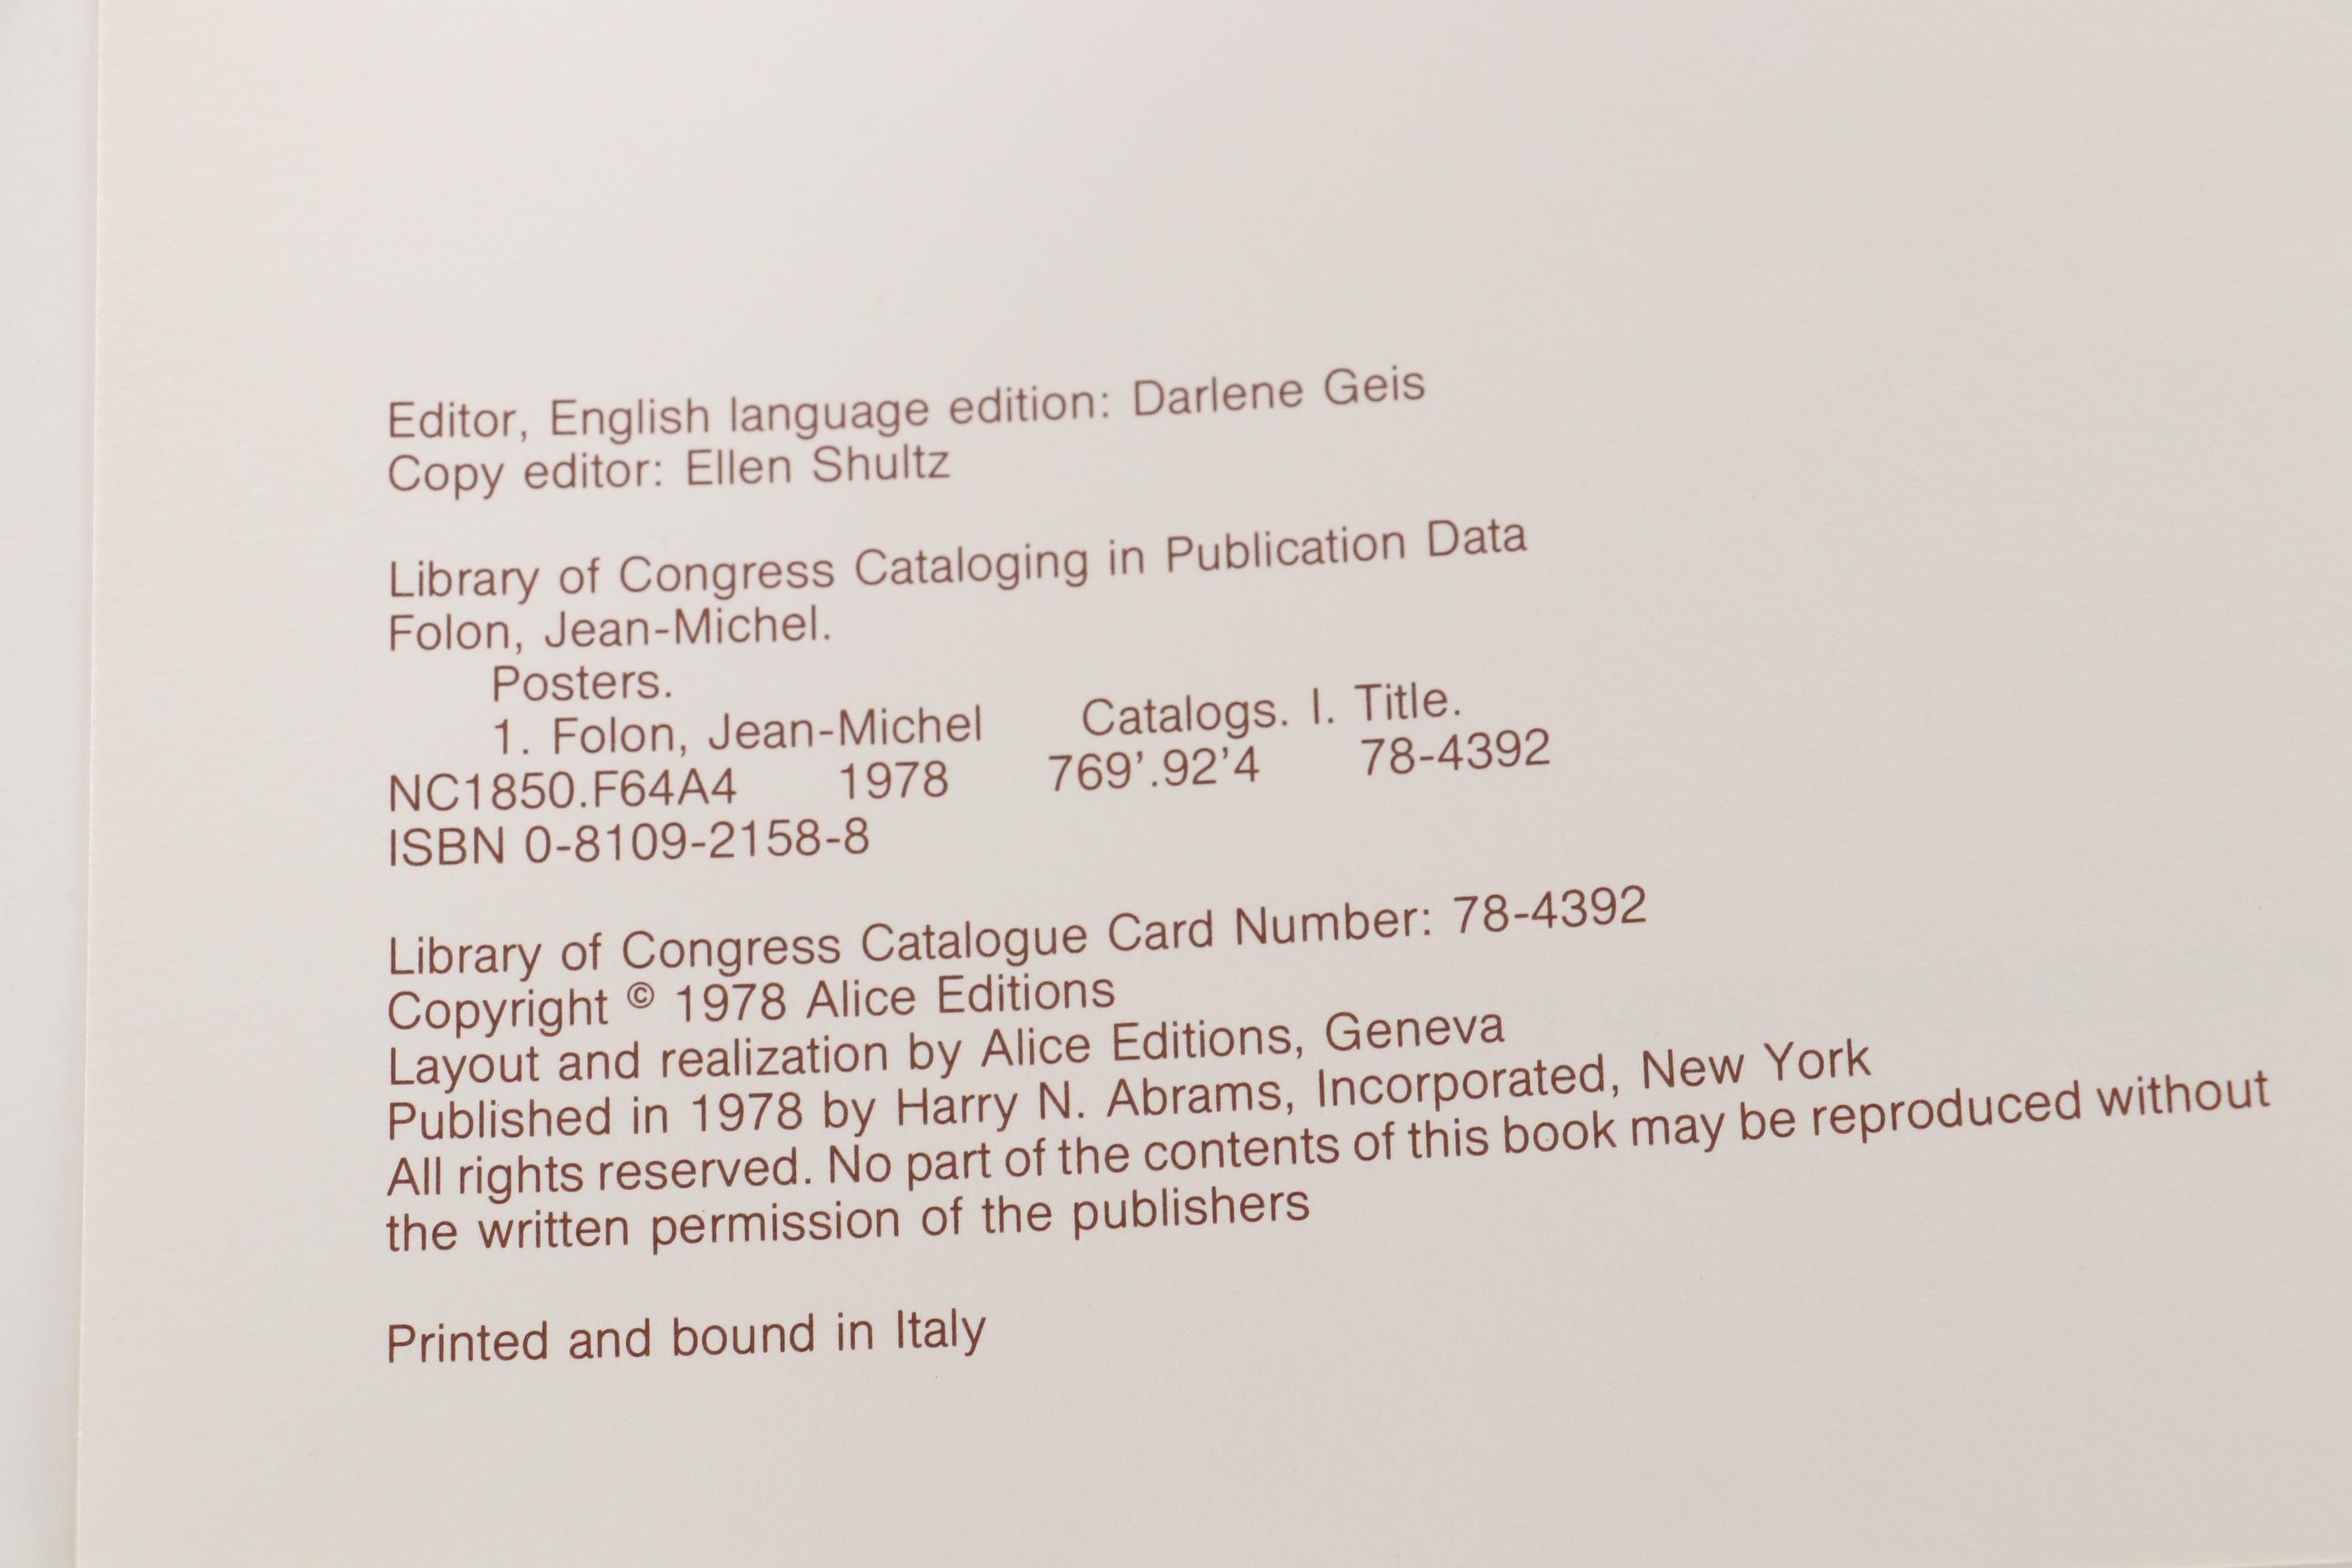 Editor, English language edition: Darlene Geis
Copy editor: Ellen Shultz
Library of Congress Cataloging in Publication Data
Folon, Jean-Michel.
Posters.
1. Folon, Jean-Michel Catalogs. I. Title.
NC1850.F64A4 1978 769’.92’4 78-4392
ISBN 0-8109-2158-8
Library of Congress Catalogue Card Number: 78-4392
Copyright © 1978 Alice Editions
Layout and realization by Alice Editions, Geneva
Published in 1978 by Harry N. Abrams, Incorporated, New York
All rights reserved. No part of the contents of this book may be reproduced without
the written permission of the publishers
Printed and bound in Italy